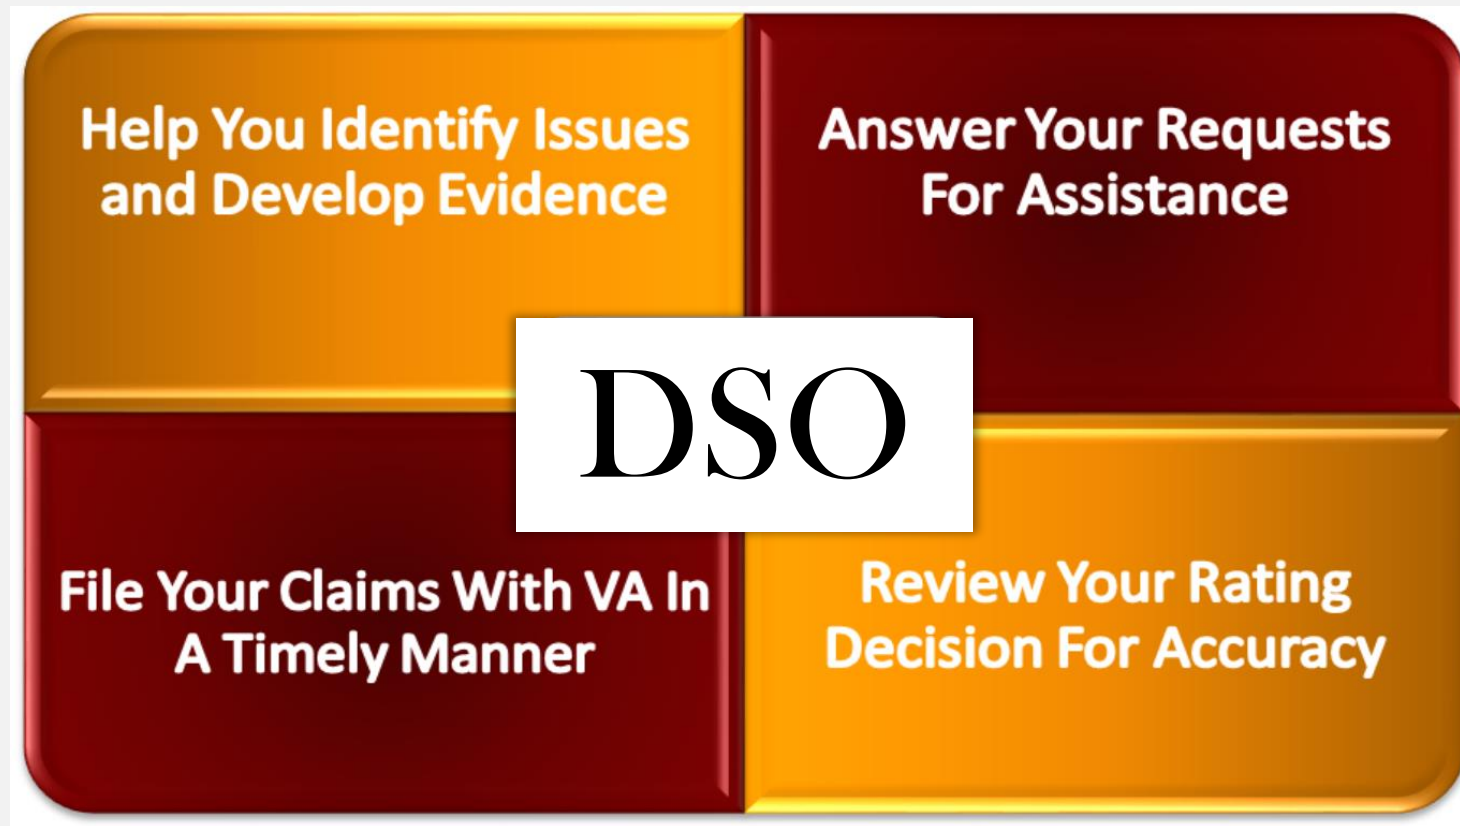 Help You Identify Issues
and Develop Evidence
Answer Your Requests
For Assistance
DSO
File Your Claims With VA In
A Timely Manner
Review Your Rating
Decision For Accuracy